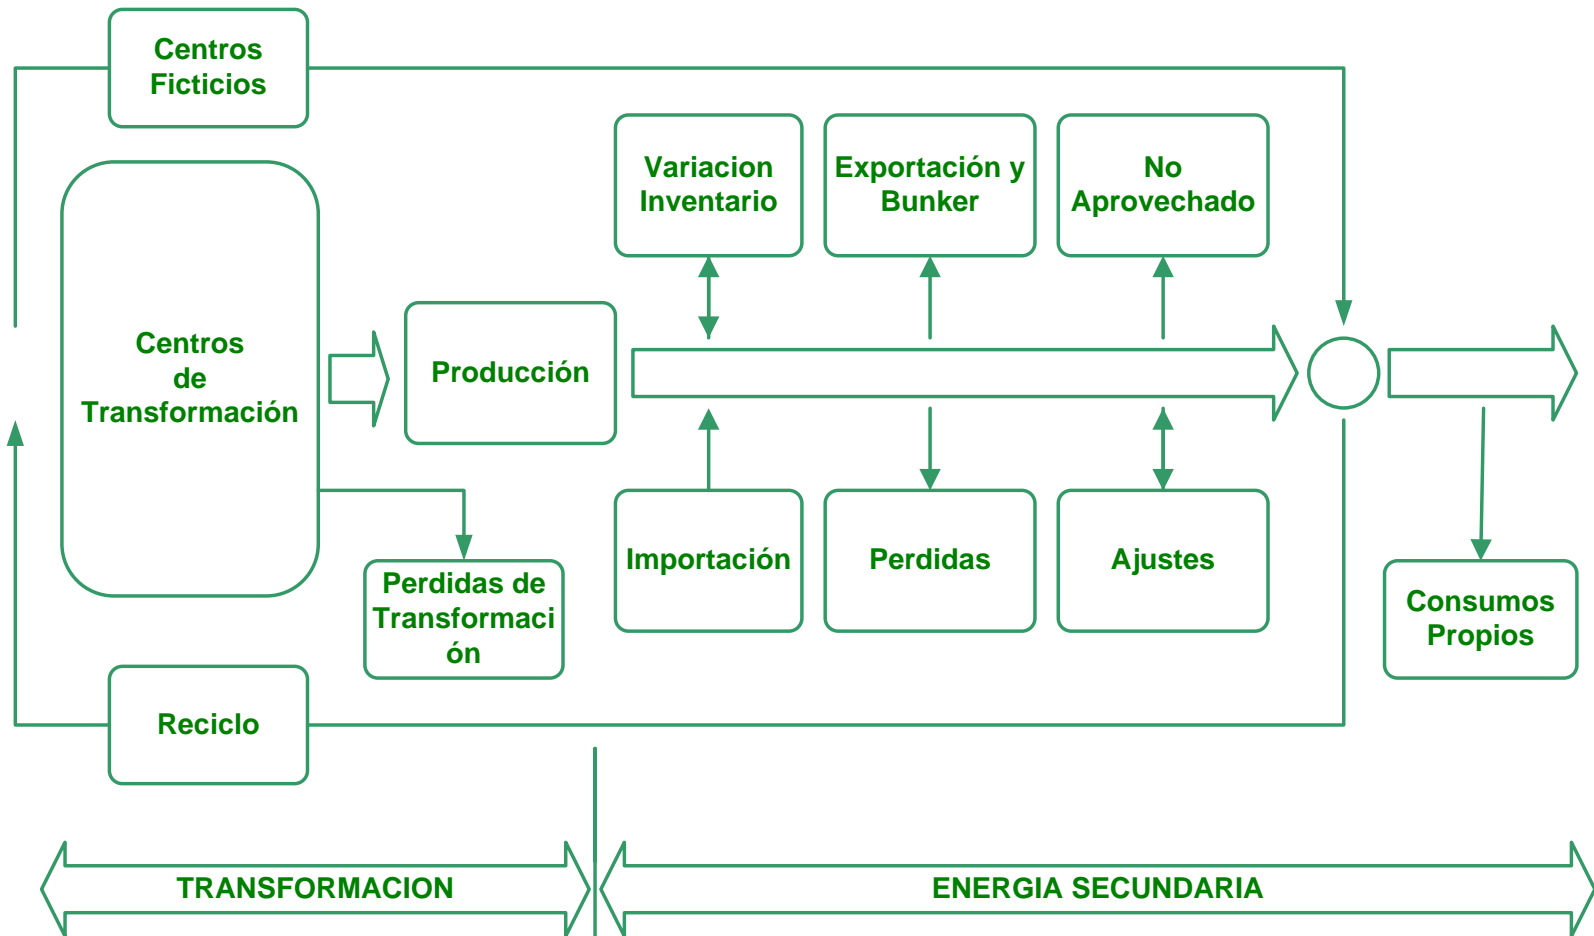 Centros
Ficticios
Variacion
Inventario
Exportación y
Bunker
No
Aprovechado
Centros
de
Transformación
Producción
Importación
Perdidas
Ajustes
Perdidas de
Transformaci
ón
Consumos
Propios
Reciclo
TRANSFORMACION
ENERGIA SECUNDARIA